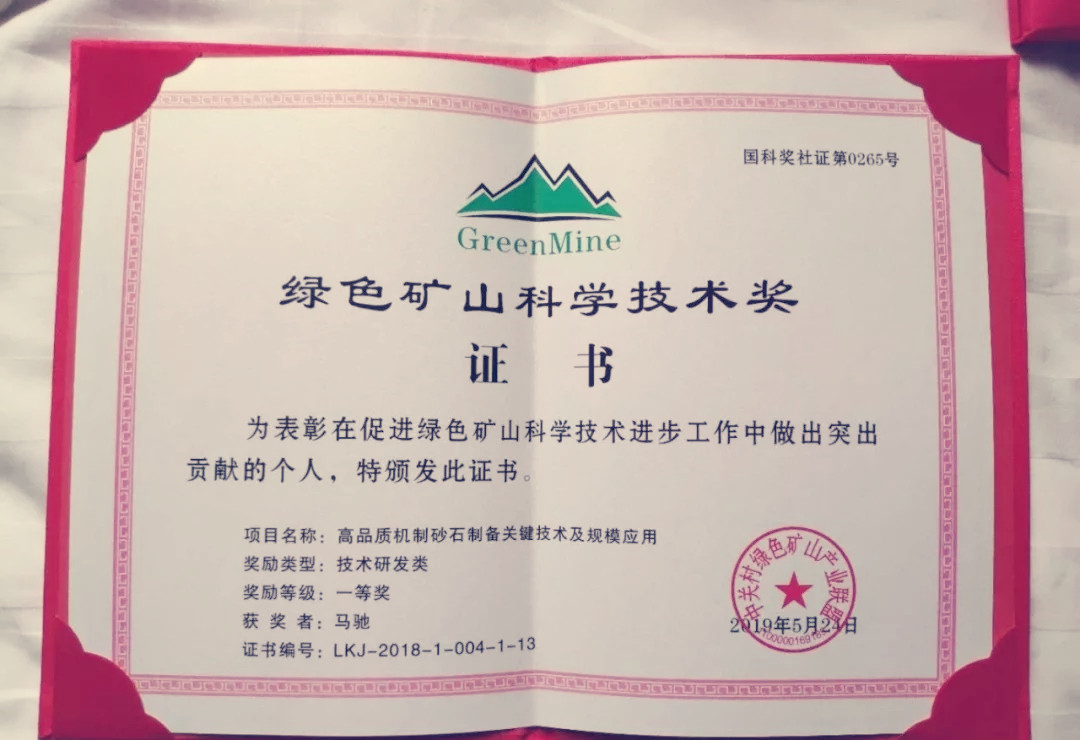 国科奖社证第0265号
GreenMine
绿色矿山科学技术奖
证书
为表彰在促进绿色矿山科学技术进步工作中做出突出
贡献的个人，特颁发此证书。
项目名称：高品质机制砂石制备关键技术及规模应用
奖励类型：技术研发类
奖励等级：一等奖
获奖者：马驰
证书编号：LKJ-2018-1-004-1-13
中关村绿色矿山产业联盟
2019年5月24日